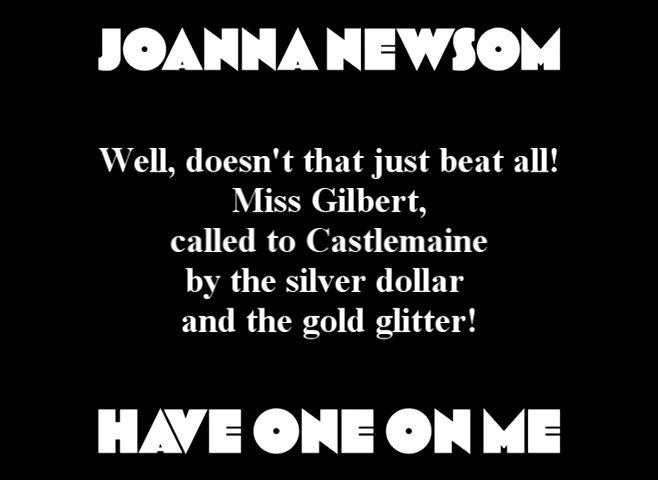 JOANNA NEWSOM
Well, doesn't that just beat all!
Miss Gilbert,
called to Castlemaine
by the silver dollar
and the gold glitter!
HAVE ONE ON ME